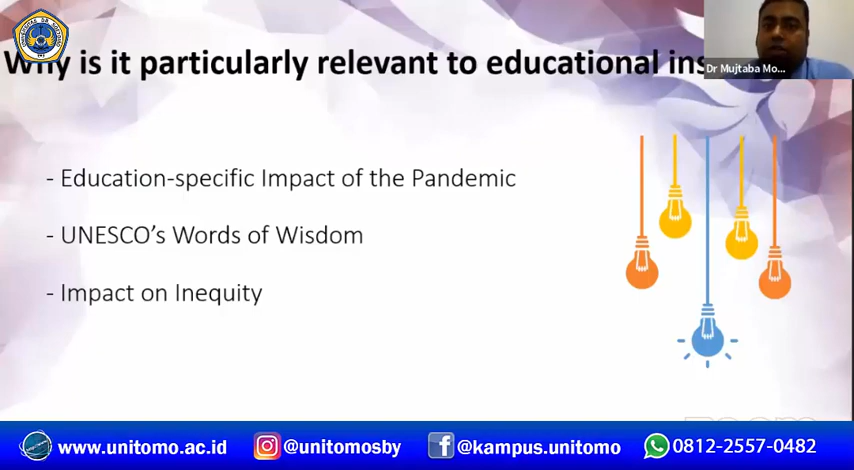 Why is it particularly relevant to educational ins
Dr Mujtaba Mo...
- Education-specific Impact of the Pandemic
- UNESCO's Words of Wisdom
- Impact on Inequity
zoom
www.unitomo.ac.id @unitomosby @kampus.unitomo 0812-2557-0482